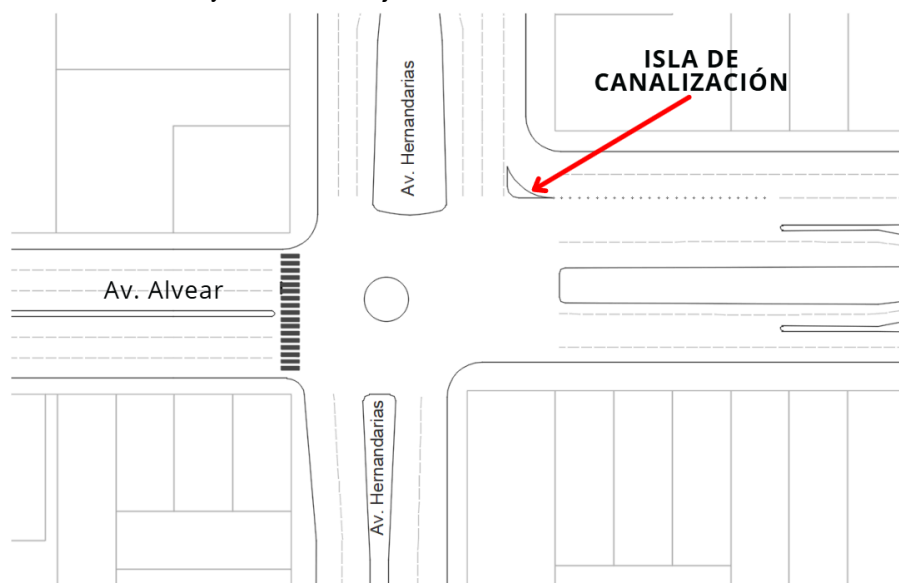 ISLA DE
CANALIZACIÓN
Av. Hernandarias
Av. Alvear
Av. Hernandarias